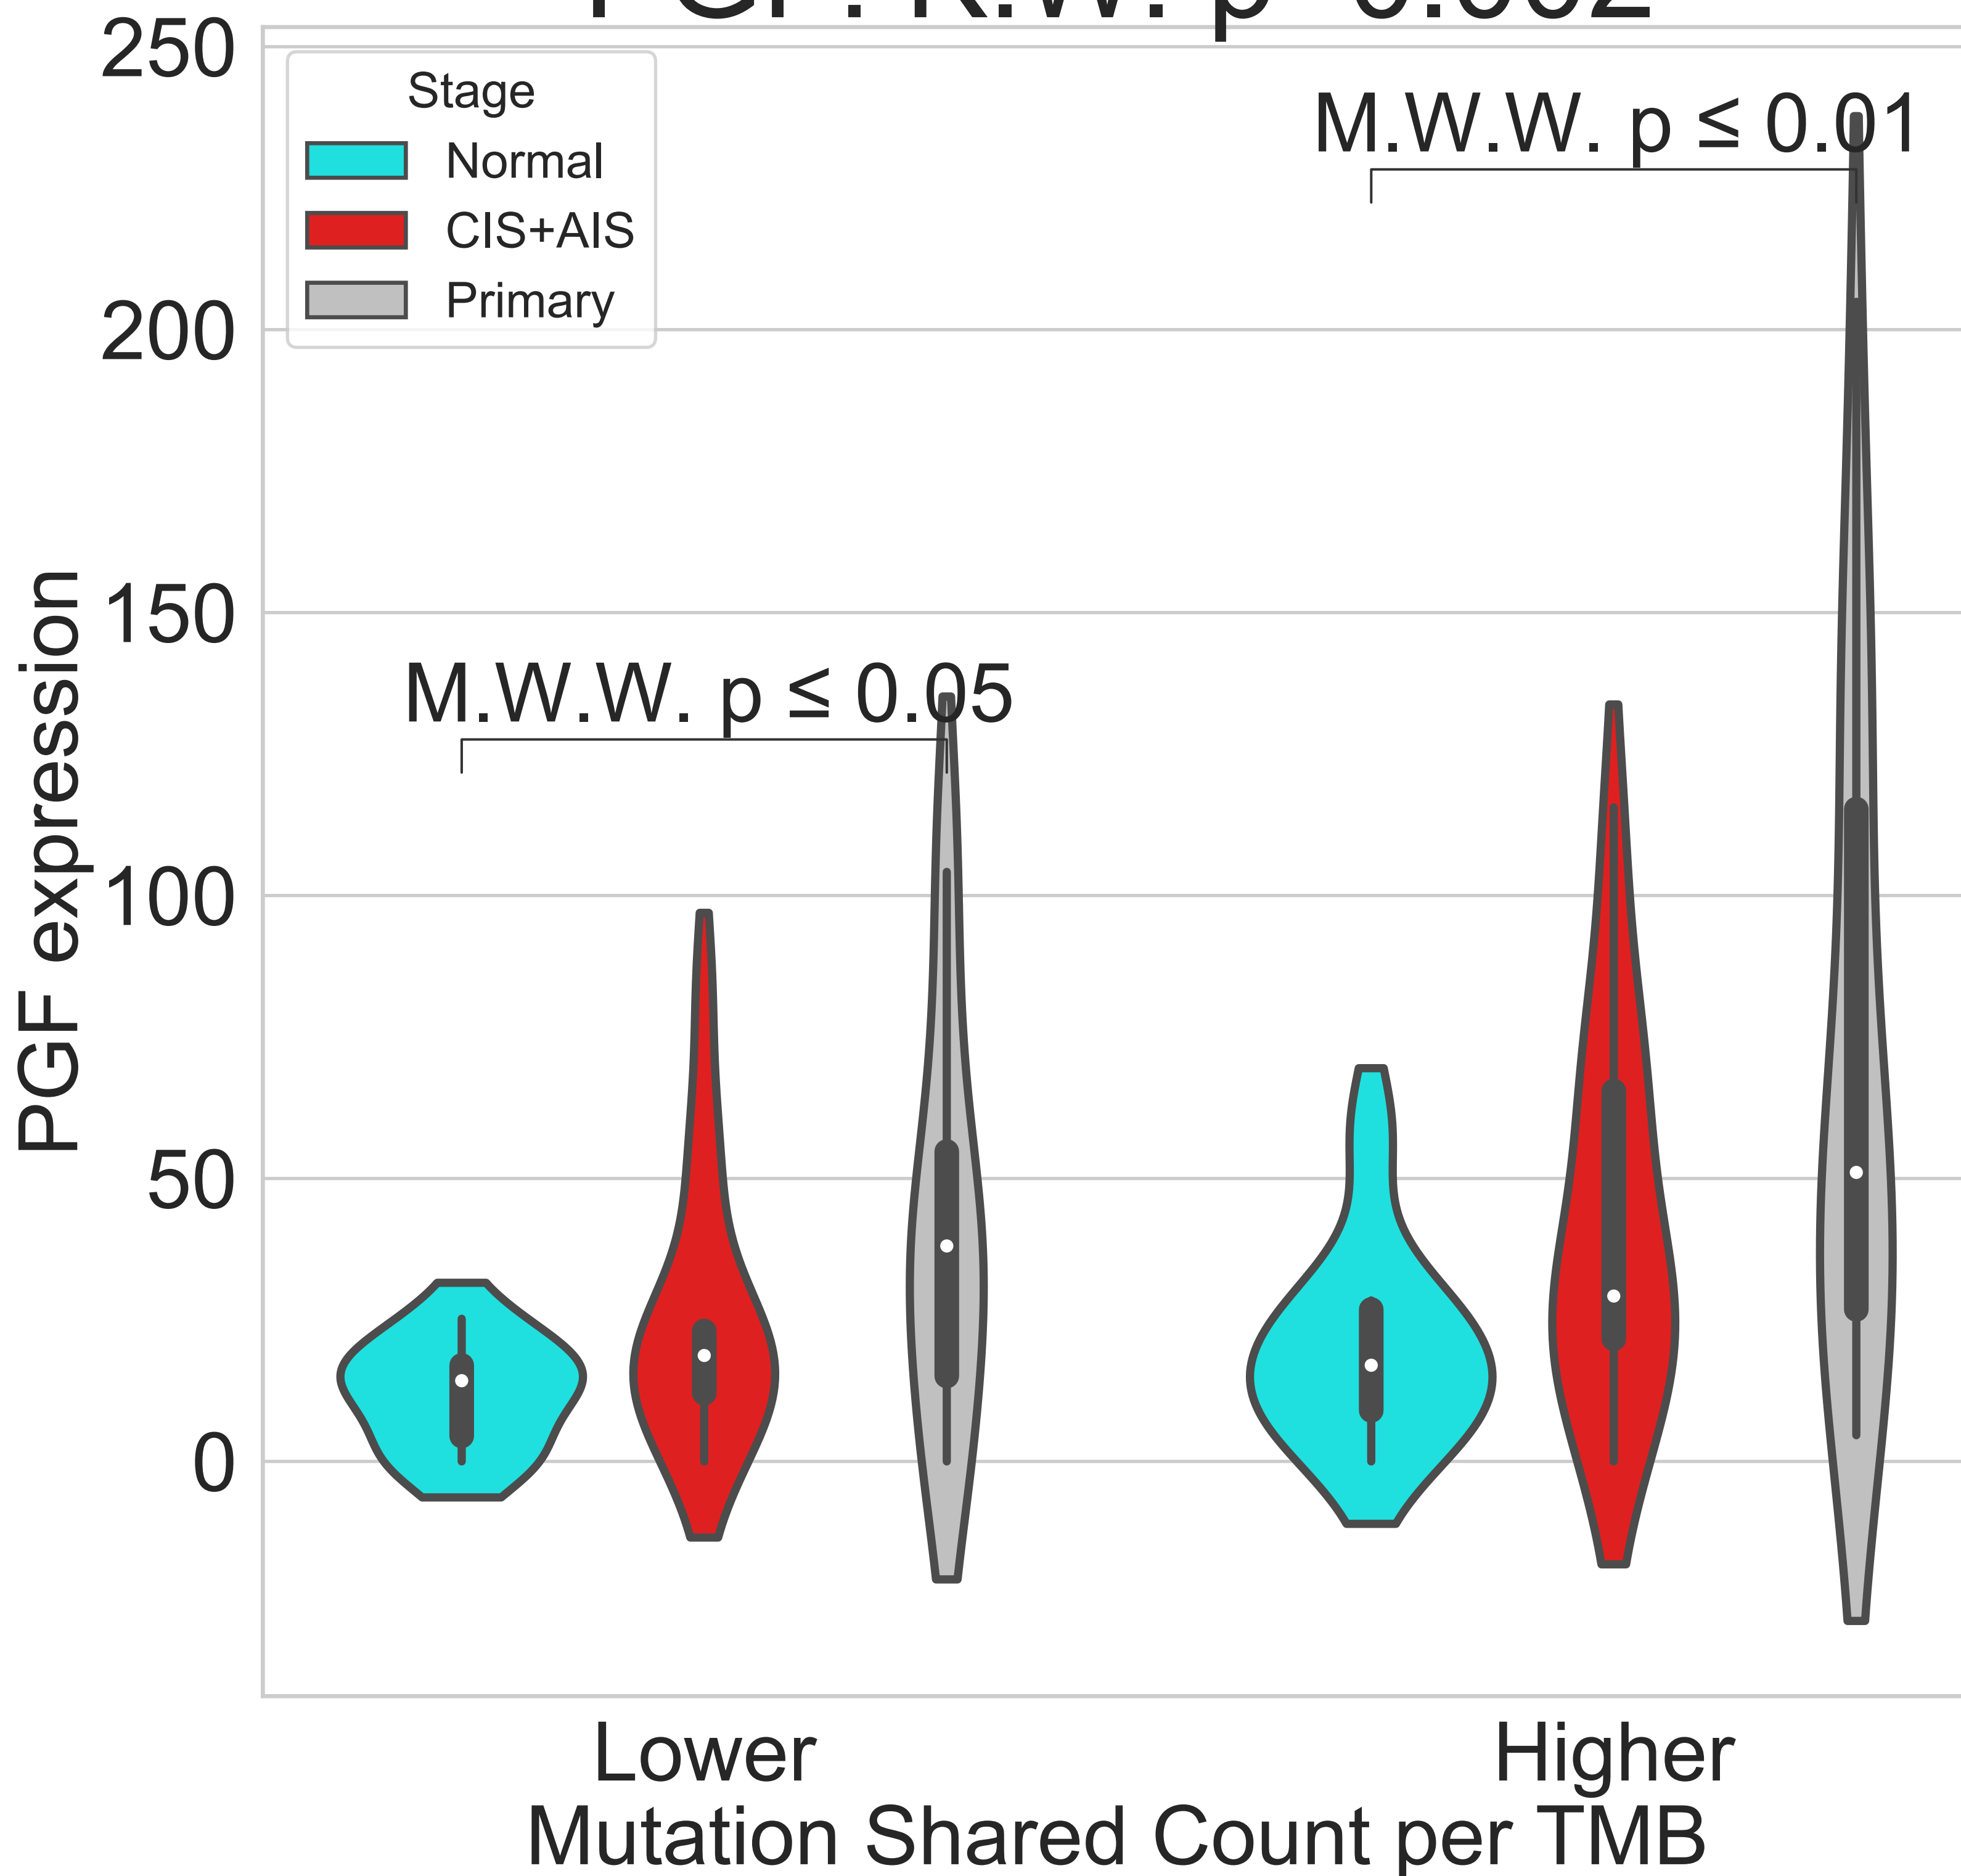 250
200
150
100
50
0
PGF expression
Stage
Normal
CIS+AIS
Primary
M.W.W. p ≤ 0.01
M.W.W. p ≤ 0.05
Lower
Higher
Mutation Shared Count per TMB